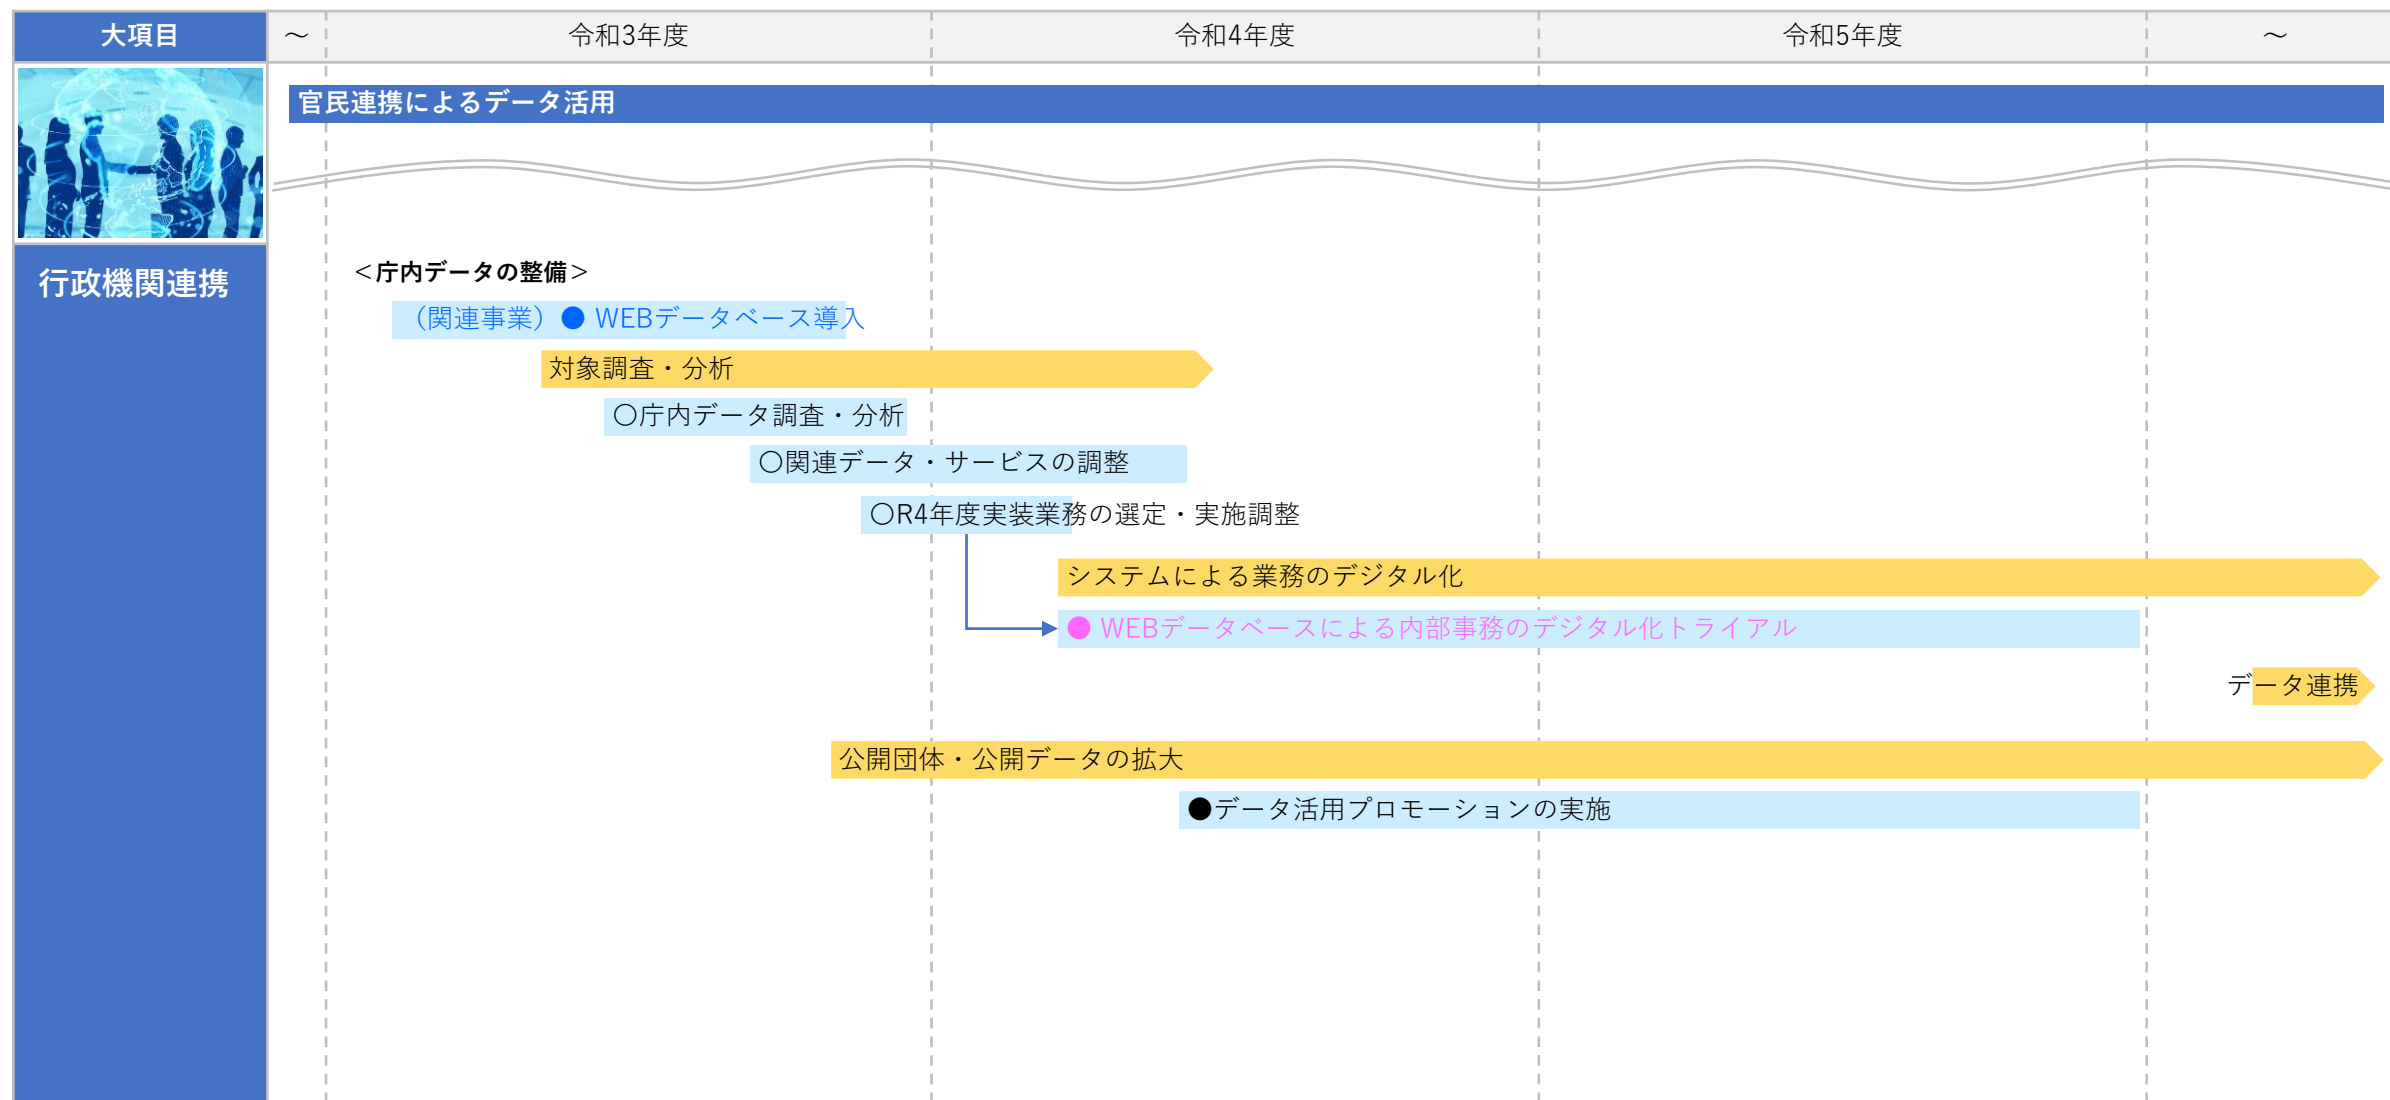 大項目
～
令和3年度
令和4年度
令和5年度
～
官民連携によるデータ活用
行政機関連携
＜庁内データの整備＞
（関連事業）● WEBデータベース導入
対象調査・分析
〇庁内データ調査・分析
〇関連データ・サービスの調整
〇R4年度実装業務の選定・実施調整
システムによる業務のデジタル化
● WEBデータベースによる内部事務のデジタル化トライアル
データ連携
公開団体・公開データの拡大
●データ活用プロモーションの実施